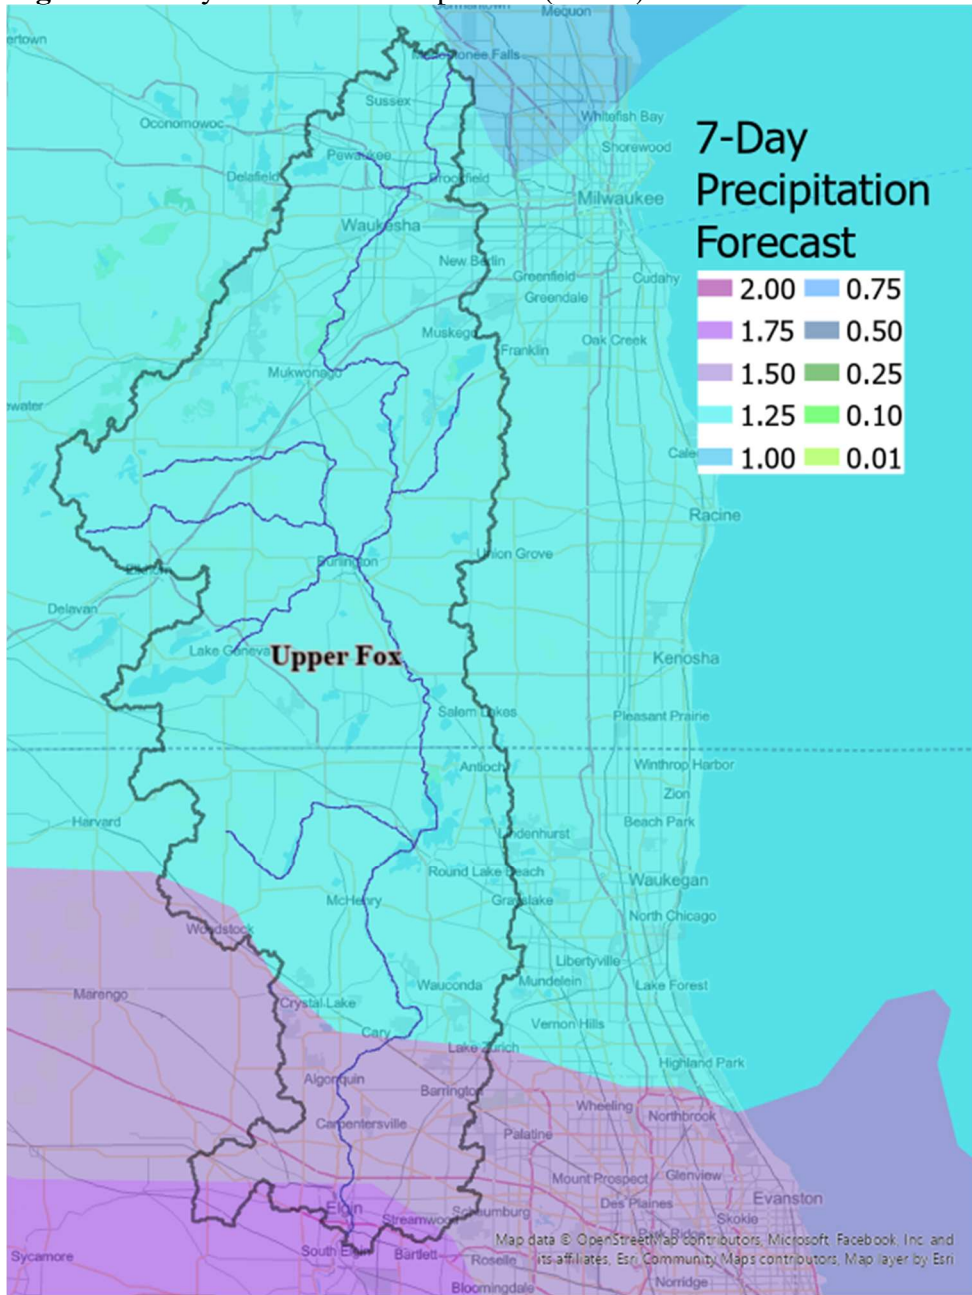 Mequon
Sussex
Oconomowoc
Whitefish Bay
Shorewood
Pewaukee
Delafield
Brookfield
Milwaukee
Waukesha
New Berlin
Greenfield
Cudahy
Greendale
Muskego
Franklin
Oak Creek
Mukwonago
7-Day
Precipitation
Forecast
2.00 0.75
1.75 0.50
1.50 0.25
1.25 0.10
1.00 0.01
Racine
Union Grove
Burlington
Elkhorn
Delavan
Lake Geneva
Upper Fox
Kenosha
Salem Lakes
Pleasant Prairie
Antioch
Winthrop Harbor
Zion
Harvard
Beach Park
Lindenhurst
Round Lake Beach
Waukegan
McHenry
Grayslake
North Chicago
Woodstock
Libertyville
Marengo
Wauconda
Mundelein
Lake Forest
Crystal Lake
Vernon Hills
Cary
Lake Zurich
Highland Park
Algonquin
Barrington
Wheeling
Northbrook
Carpentersville
Palatine
Mount Prospect
Glenview
Elgin
Des Plaines
Evanston
Streamwood
Schaumburg
Skokie
Park Ridge
Map data © OpenStreetMap contributors, Microsoft, Facebook, Inc. and
its affiliates, Esri Community Maps contributors, Map layer by Esri
Sycamore
South Elgin
Bartlett
Roselle
Norridge
Bloomingdale